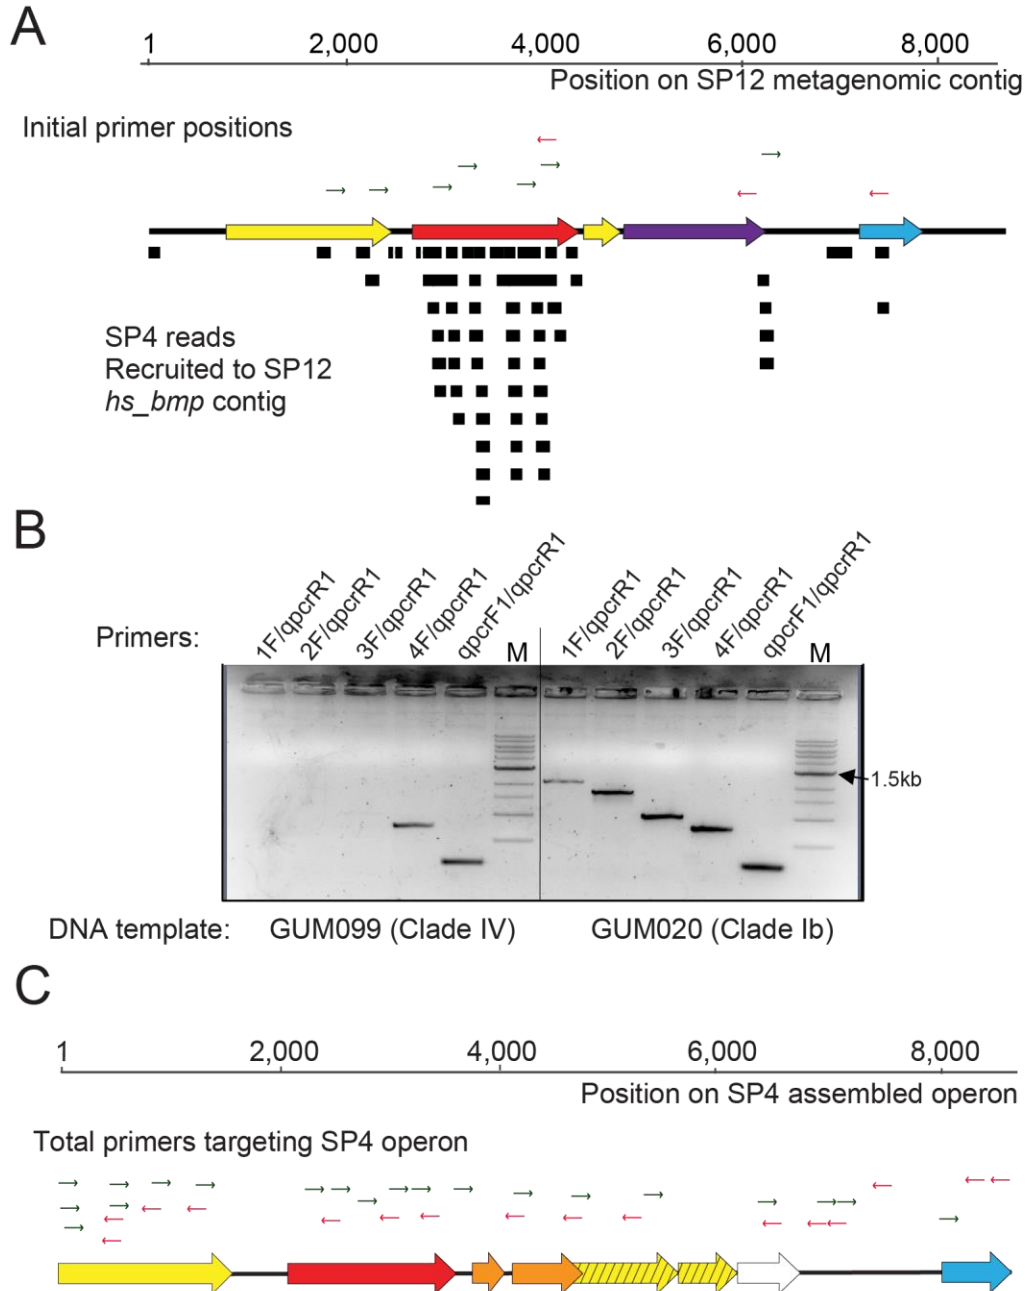 A
1 2,000 4,000 6,000 8,000
Position on SP12 metagenomic contig
Initial primer positions
SP4 reads
Recruited to SP12
hs_bmp contig
B
Primers:
1F/qpcrR1
2F/qpcrR1
3F/qpcrR1
4F/qpcrR1
qpcrF1/qpcrR1
M
1F/qpcrR1
2F/qpcrR1
3F/qpcrR1
4F/qpcrR1
qpcrF1/qpcrR1
M
1.5kb
DNA template: GUM099 (Clade IV) GUM020 (Clade Ib)
C
1 2,000 4,000 6,000 8,000
Position on SP4 assembled operon
Total primers targeting SP4 operon